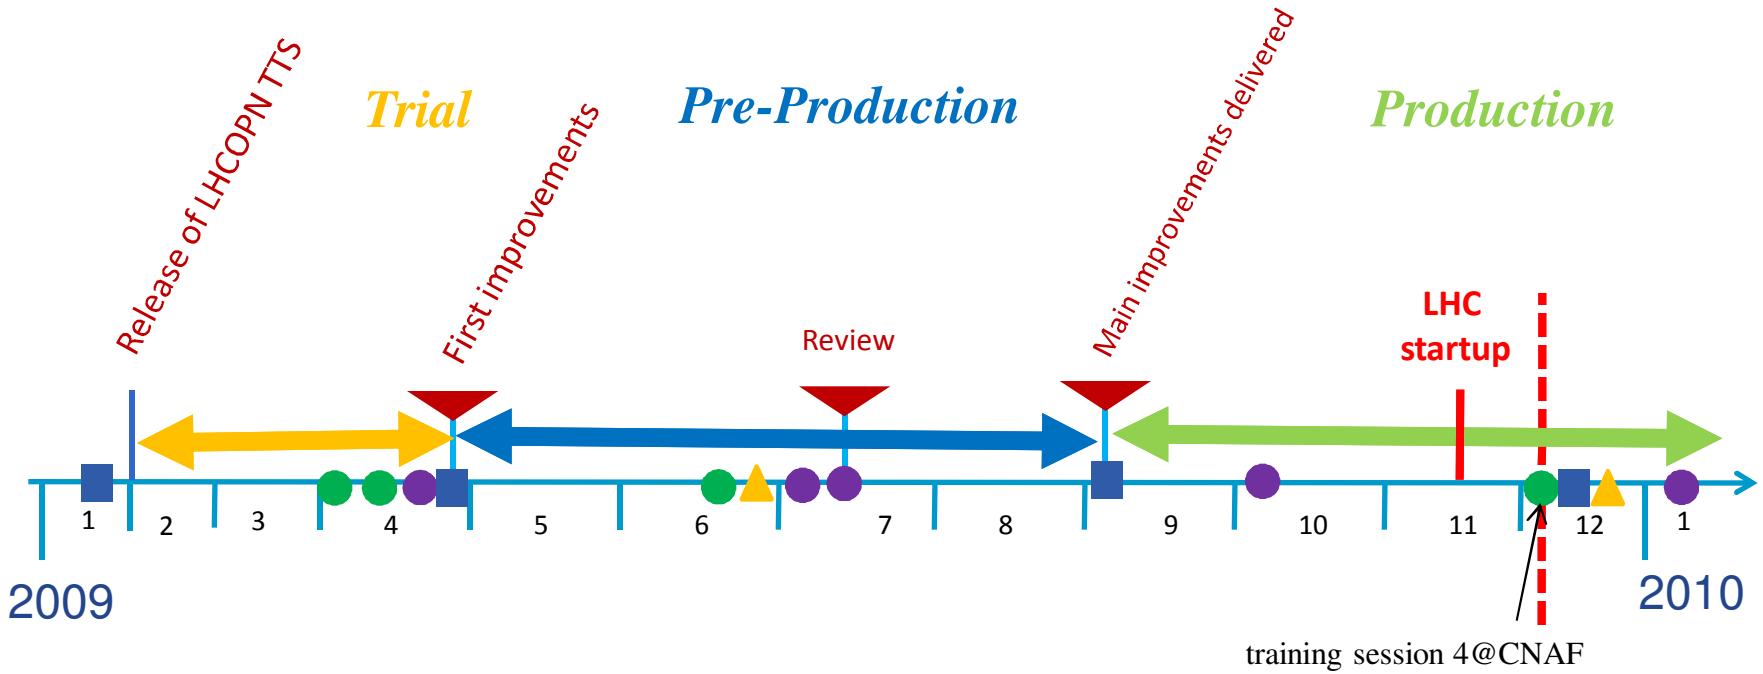 Release of LHCOPN TTS
Trial
First improvements
Pre-Production
Review
Main improvements delivered
Production
LHC
startup
1
2
3
4
5
6
7
8
9
10
11
12
1
2009
2010
training session 4@CNAF